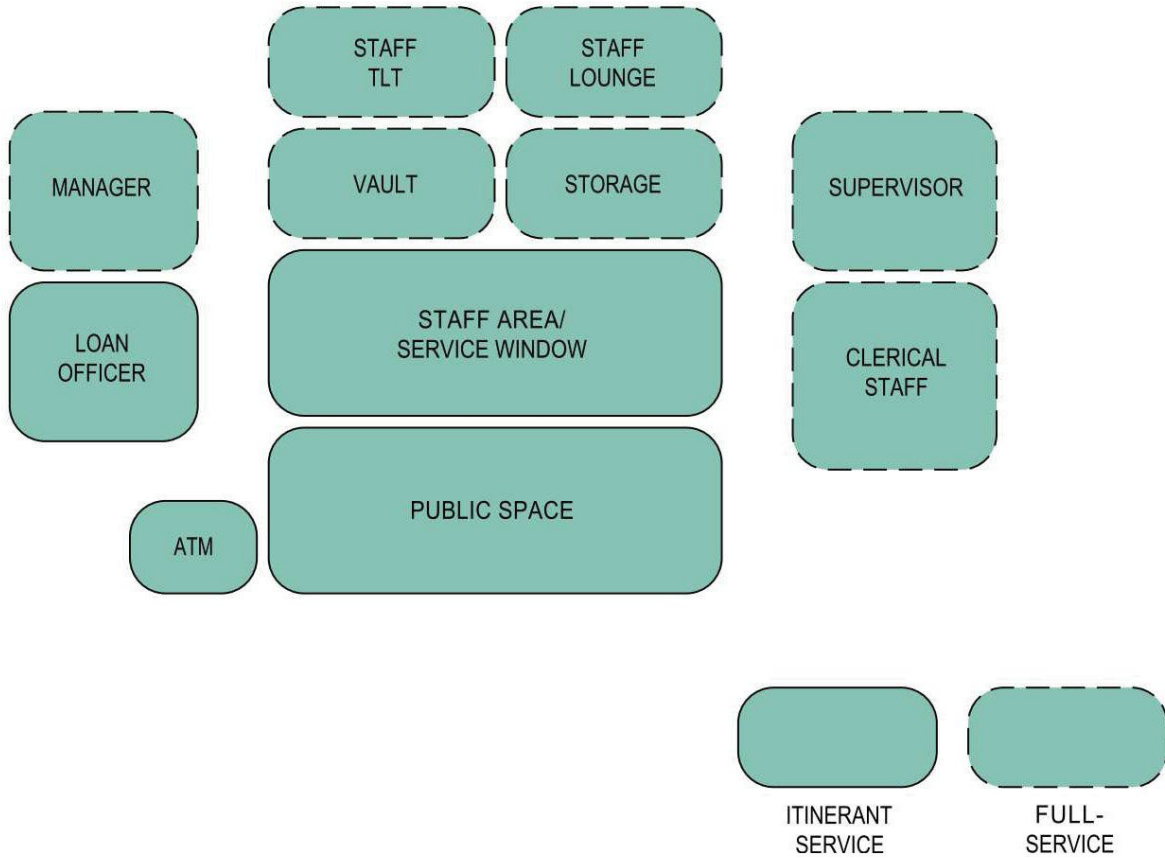 STAFF
TLT
STAFF
LOUNGE
MANAGER
VAULT
STORAGE
SUPERVISOR
LOAN
OFFICER
STAFF AREA/
SERVICE WINDOW
CLERICAL
STAFF
PUBLIC SPACE
ATM
ITINERANT
SERVICE
FULL-
SERVICE